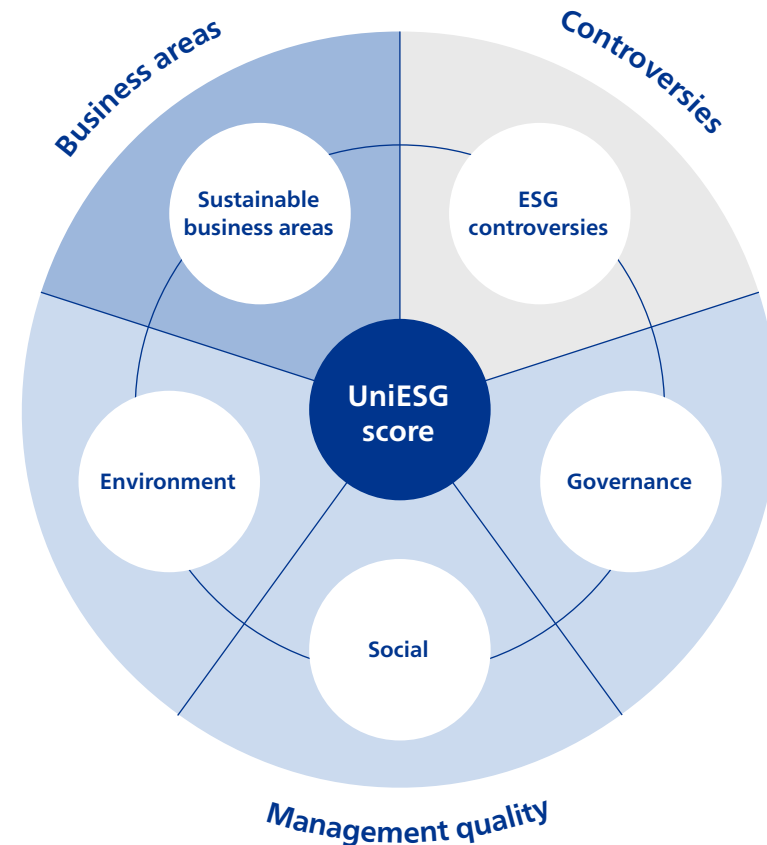 Business areas
Controversies
Sustainable
business areas
ESG
controversies
UniESG
score
Environment
Governance
Social
Management quality